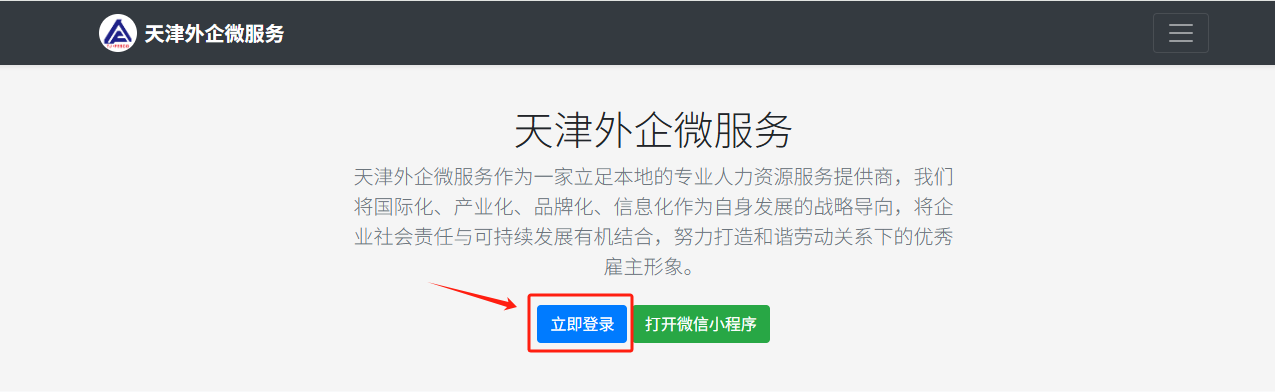 天津外企微服务
天津外企微服务
天津外企微服务作为一家立足本地的专业人力资源服务提供商，我们
将国际化、产业化、品牌化、信息化作为自身发展的战略导向，将企
业社会责任与可持续发展有机结合，努力打造和谐劳动关系下的优秀
雇主形象。
立即登录
打开微信小程序